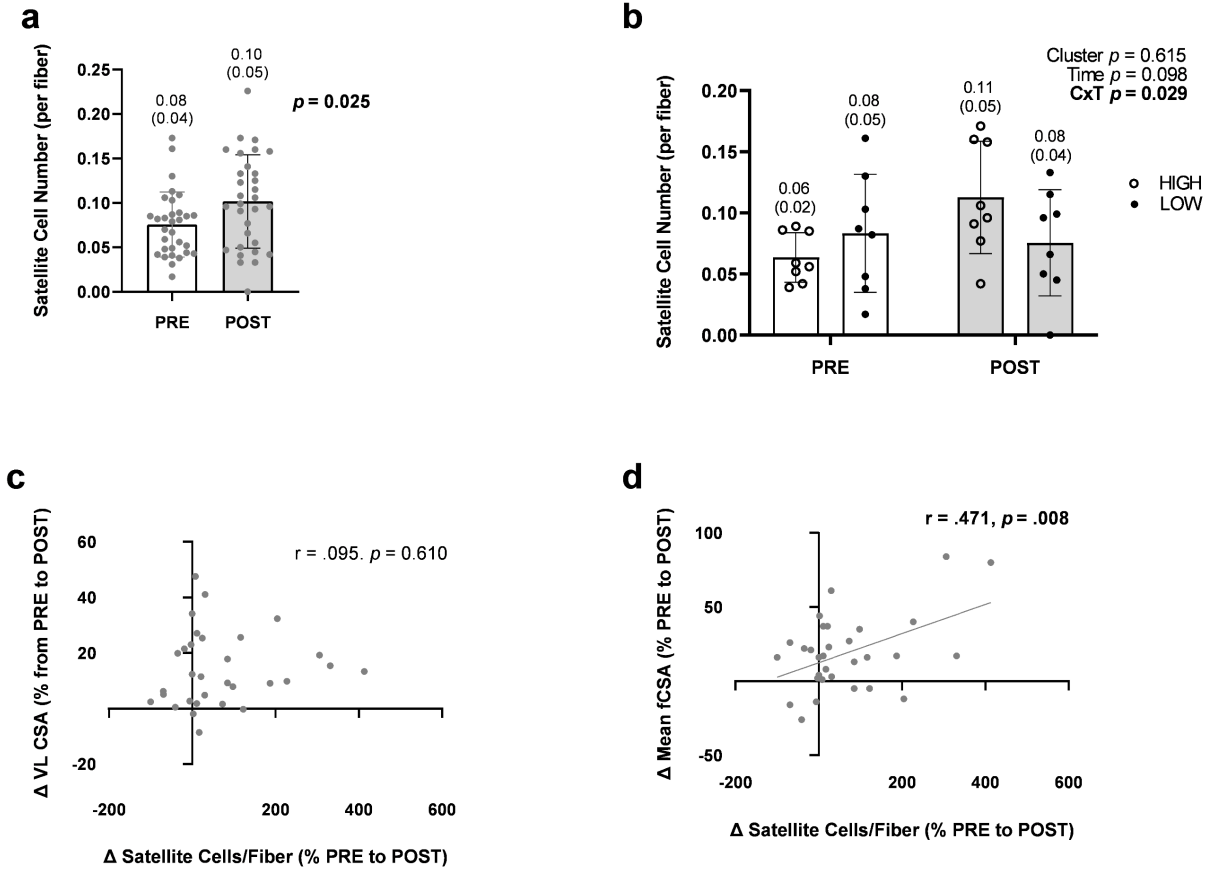 a
Satellite Cell Number (per fiber)
0.25
0.20
0.15
0.10
0.05
0.00
0.08
(0.04)
0.10
(0.05)
p = 0.025
PRE
POST
b
Satellite Cell Number (per fiber)
0.20
0.15
0.10
0.05
0.00
0.06
(0.02)
0.08
(0.05)
0.11
(0.05)
0.08
(0.04)
Cluster p = 0.615
Time p = 0.098
CxT p = 0.029
HIGH
LOW
PRE
POST
c
Δ VL CSA (% from PRE to POST)
60
40
20
-20
r = .095. p = 0.610
-200
200
400
600
Δ Satellite Cells/Fiber (% PRE to POST)
d
Δ Mean fCSA (% PRE to POST)
100
50
-50
r = .471, p = .008
-200
200
400
600
Δ Satellite Cells/Fiber (% PRE to POST)